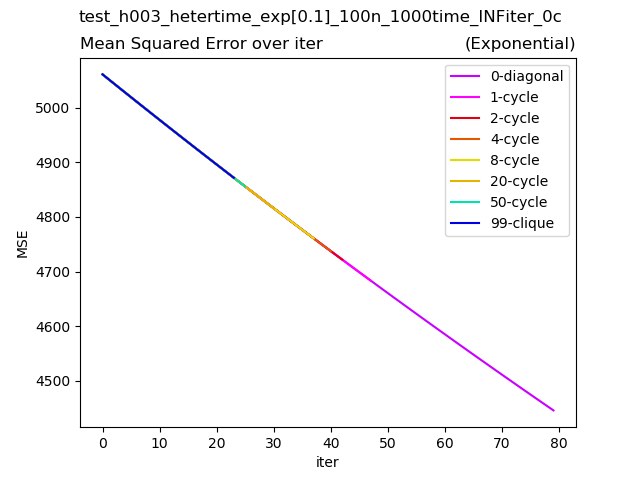 test_h003_hetertime_exp[0.1]_100n_1000time_INFiter_0c
Mean Squared Error over iter (Exponential)
0-diagonal
1-cycle
2-cycle
4-cycle
8-cycle
20-cycle
50-cycle
99-clique
MSE
5000
4900
4800
4700
4600
4500
0 10 20 30 40 50 60 70 80
iter